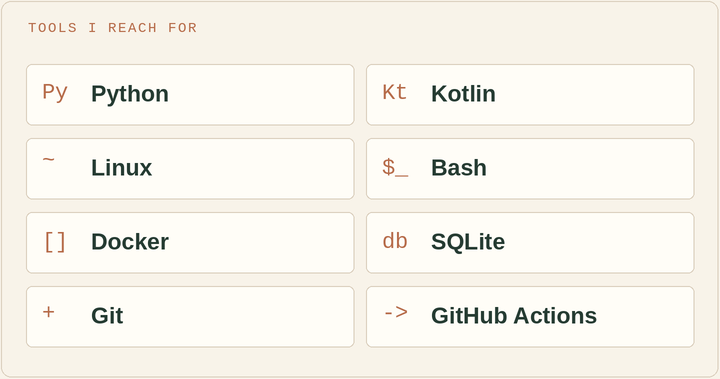 TOOLS I REACH FOR
Py Python
Kt Kotlin
~ Linux
$_ Bash
[] Docker
db SQLite
+ Git
-> GitHub Actions